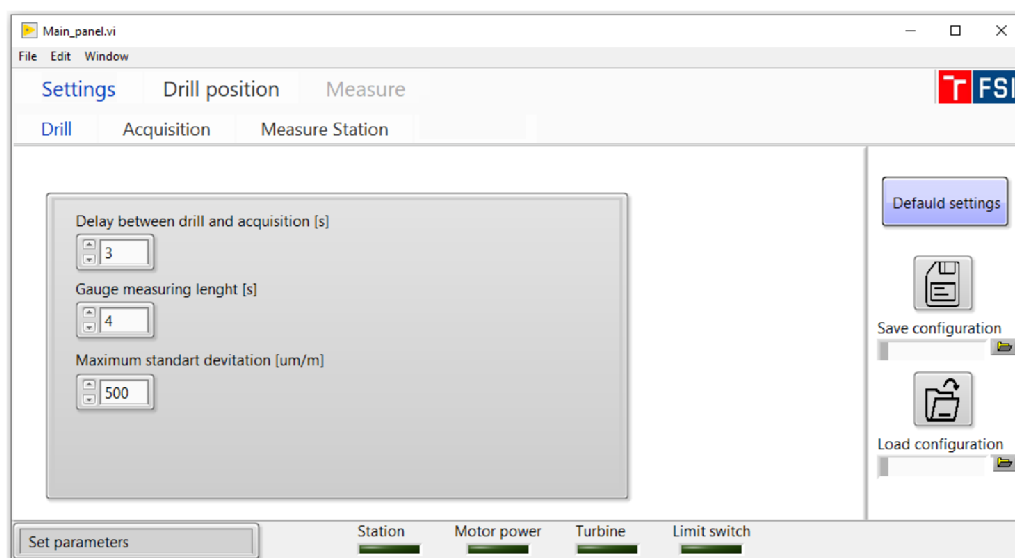 Main_panel.vi
File Edit Window
Settings Drill position Measure
T FSI
Drill Acquisition Measure Station
Delay between drill and acquisition [s]
3
Gauge measuring lenght [s]
4
Maximum standart devitation [um/m]
500
Defauld settings
Save configuration
Load configuration
Set parameters
Station Motor power Turbine Limit switch